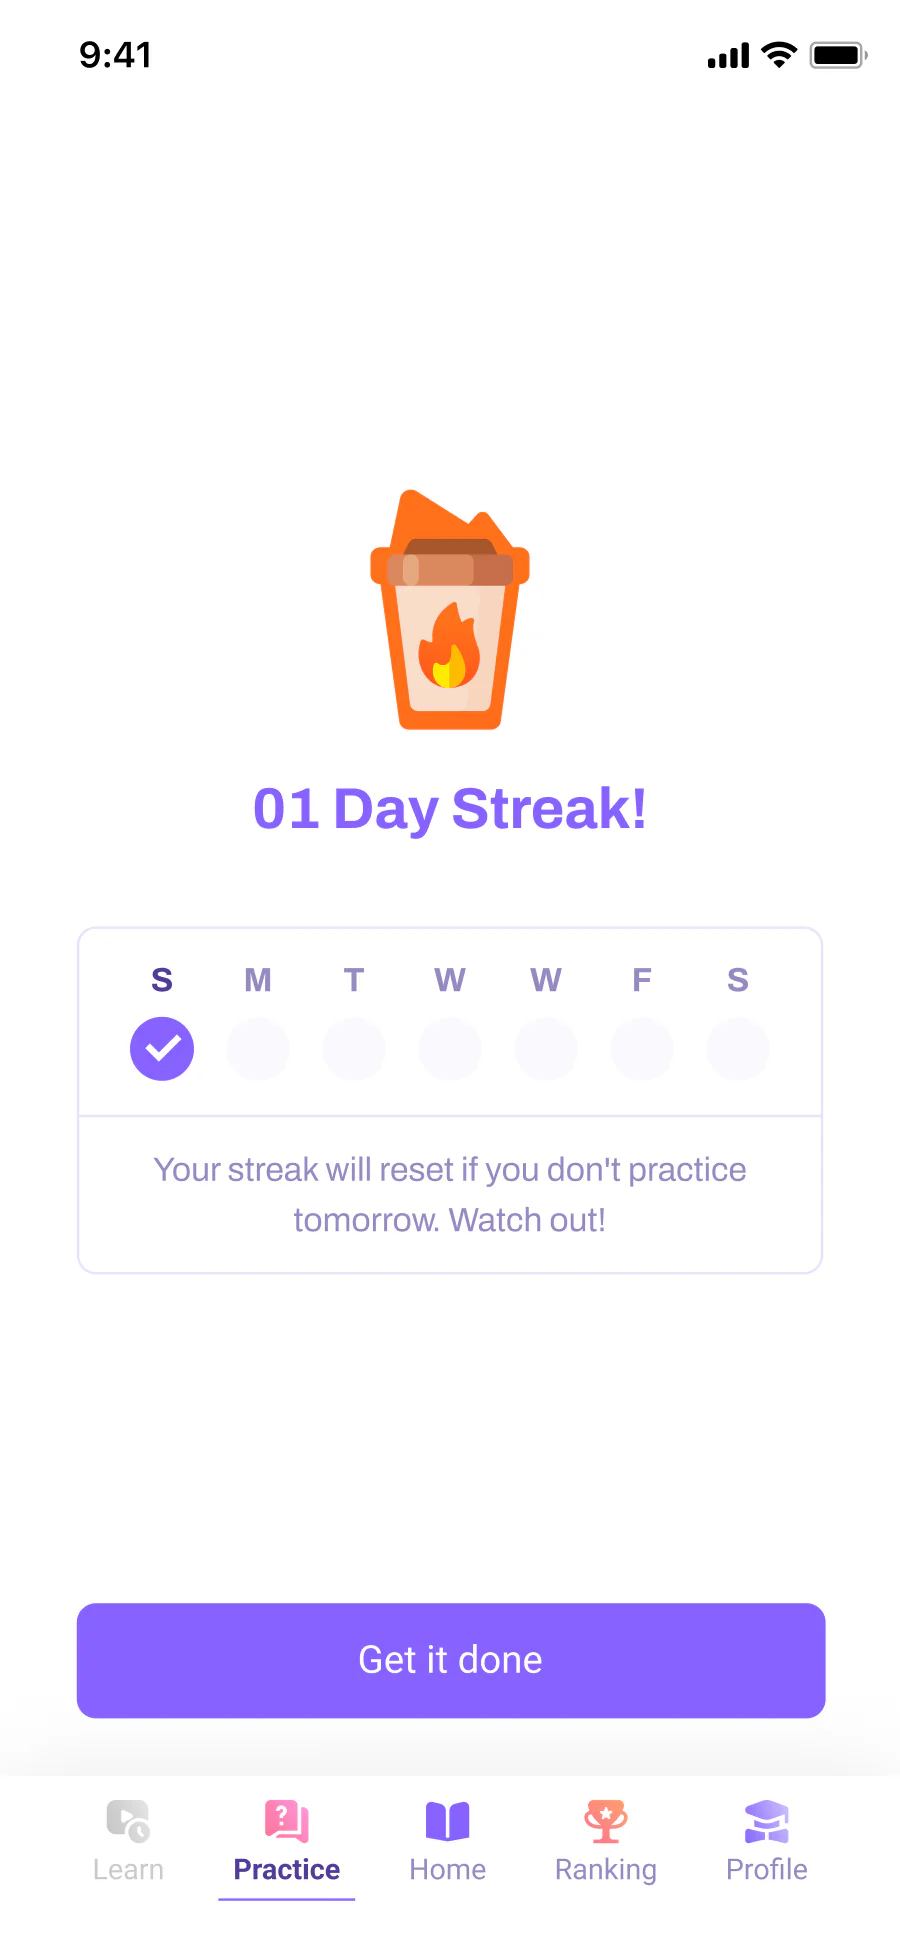 9:41
01 Day Streak!
S M T W W F S
Your streak will reset if you don't practice
tomorrow. Watch out!
Get it done
?
Learn Practice Home Ranking Profile